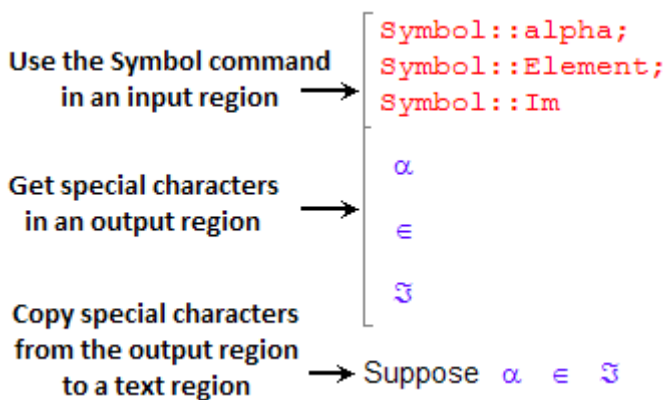 Use the Symbol command
in an input region
Symbol::alpha;
Symbol::Element;
Symbol::Im
Get special characters
in an output region
α
∈
ℑ
Copy special characters
from the output region
to a text region
Suppose α ∈ ℑ